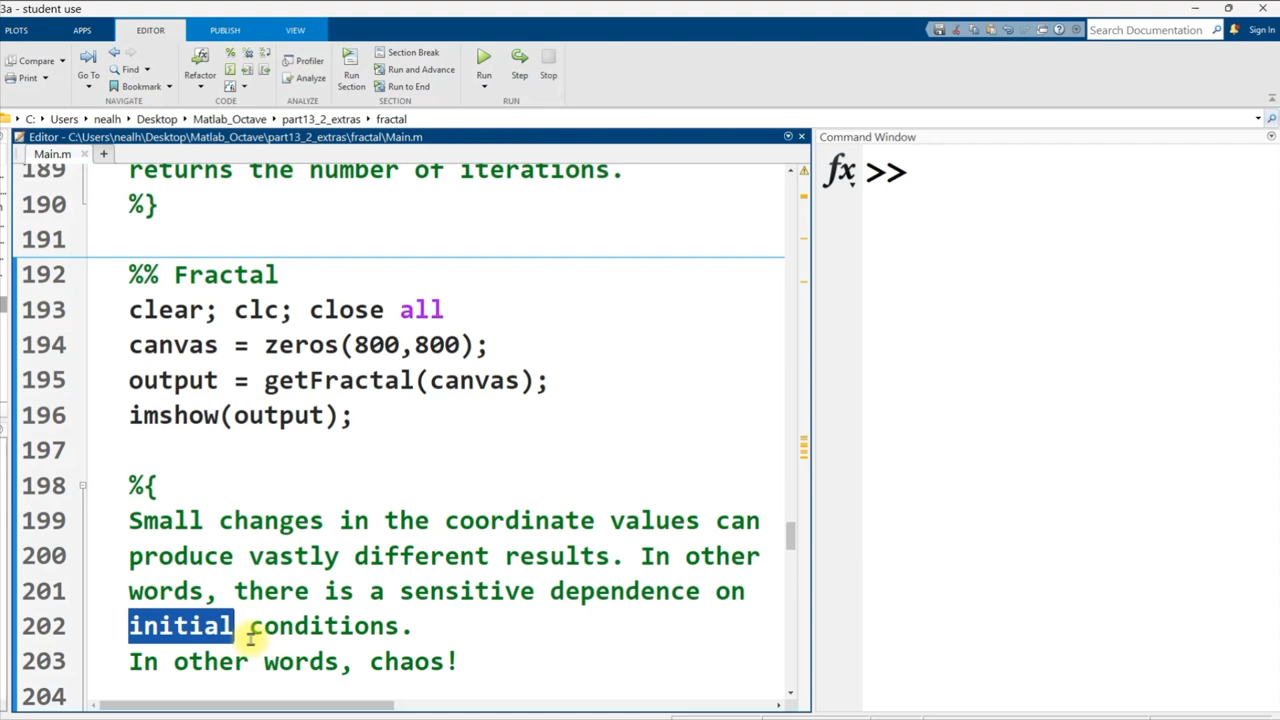 3a - student use
PLOTS APPS EDITOR PUBLISH VIEW
Search Documentation Sign In
Compare Print
Go To Find Bookmark
NAVIGATE
Refactor
CODE
Profiler Analyze
ANALYZE
Run Section Section Break Run and Advance Run to End
SECTION
Run Step Stop
RUN
C: Users nealh Desktop Matlab_Octave part13_2_extras fractal
Editor - C:\Users\nealh\Desktop\Matlab_Octave\part13_2_extras\fractal\Main.m
Main.m +
189 returns the number of iterations.
190 %}
191
192 %% Fractal
193 clear; clc; close all
194 canvas = zeros(800,800);
195 output = getFractal(canvas);
196 imshow(output);
197
198 %{
199 Small changes in the coordinate values can
200 produce vastly different results. In other
201 words, there is a sensitive dependence on
202 initial conditions.
203 In other words, chaos!
204
Command Window
fx >>